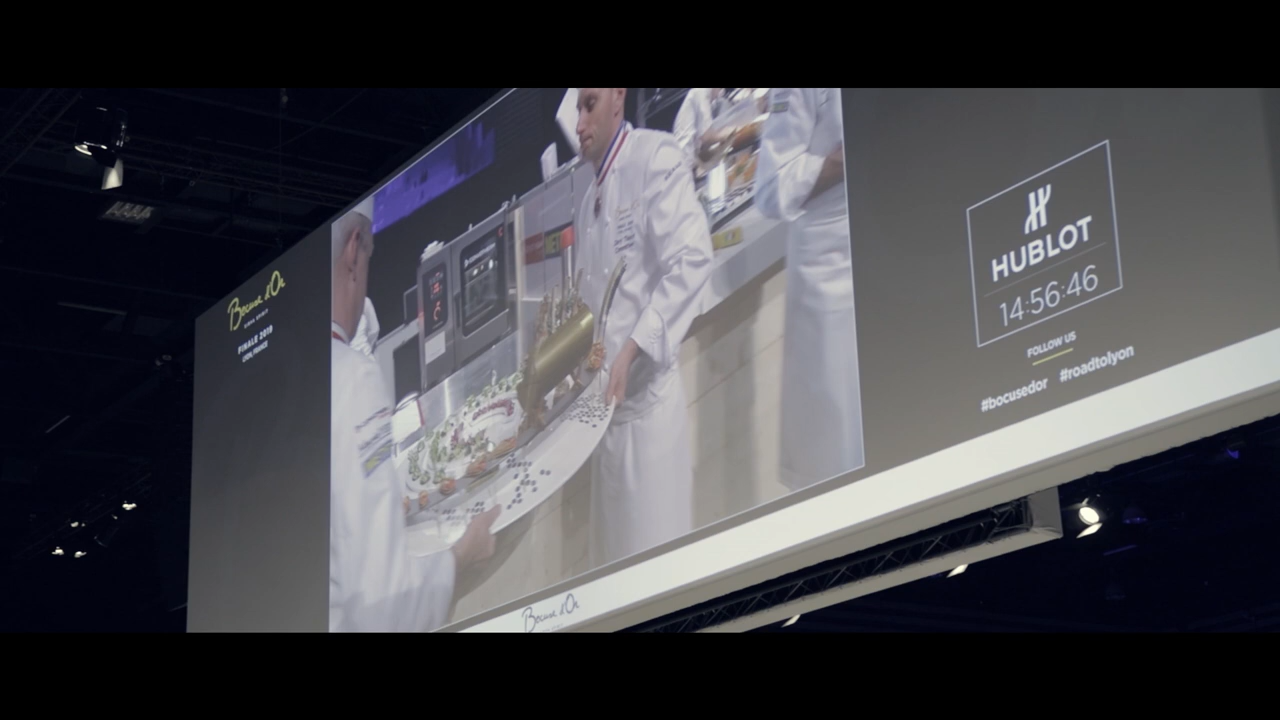 Bocuse d'Or
FINALE 2019
LYON, FRANCE
HUBLOT
14:56:46
FOLLOW US
#bocusedor #roadtolyon
Bocuse d'Or